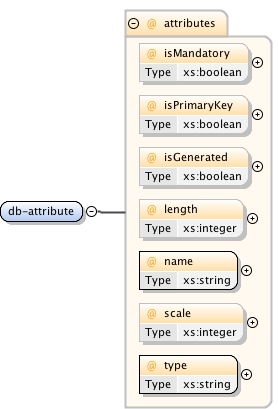 @ attributes
@ isMandatory
Type xs:boolean
@ isPrimaryKey
Type xs:boolean
@ isGenerated
Type xs:boolean
db-attribute
@ length
Type xs:integer
@ name
Type xs:string
@ scale
Type xs:integer
@ type
Type xs:string